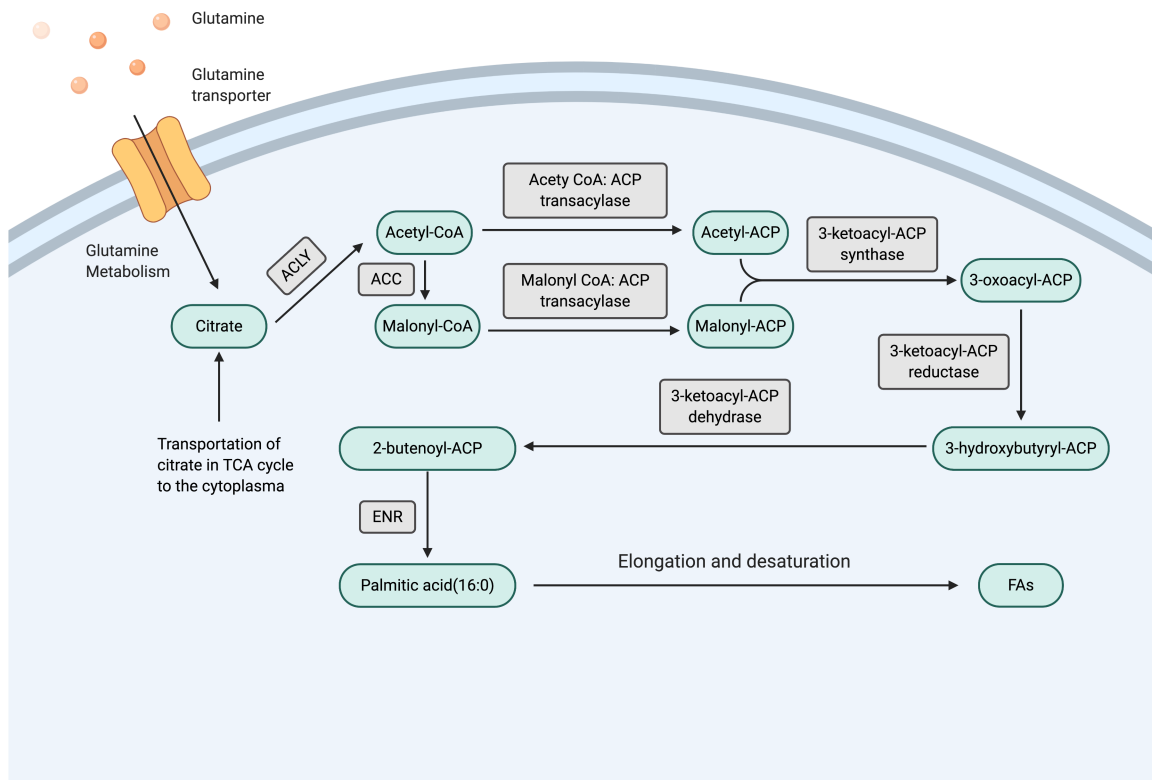 Glutamine
Glutamine
transporter
Glutamine
Metabolism
ACLY
Acetyl-CoA
Acety CoA: ACP
transacylase
Acetyl-ACP
3-ketoacyl-ACP
synthase
ACC
Malonyl CoA: ACP
transacylase
3-oxoacyl-ACP
Citrate
Malonyl-CoA
Malonyl-ACP
3-ketoacyl-ACP
reductase
3-ketoacyl-ACP
dehydrase
Transportation of
citrate in TCA cycle
to the cytoplasma
2-butenoyl-ACP
3-hydroxybutyryl-ACP
ENR
Palmitic acid(16:0)
Elongation and desaturation
FAs